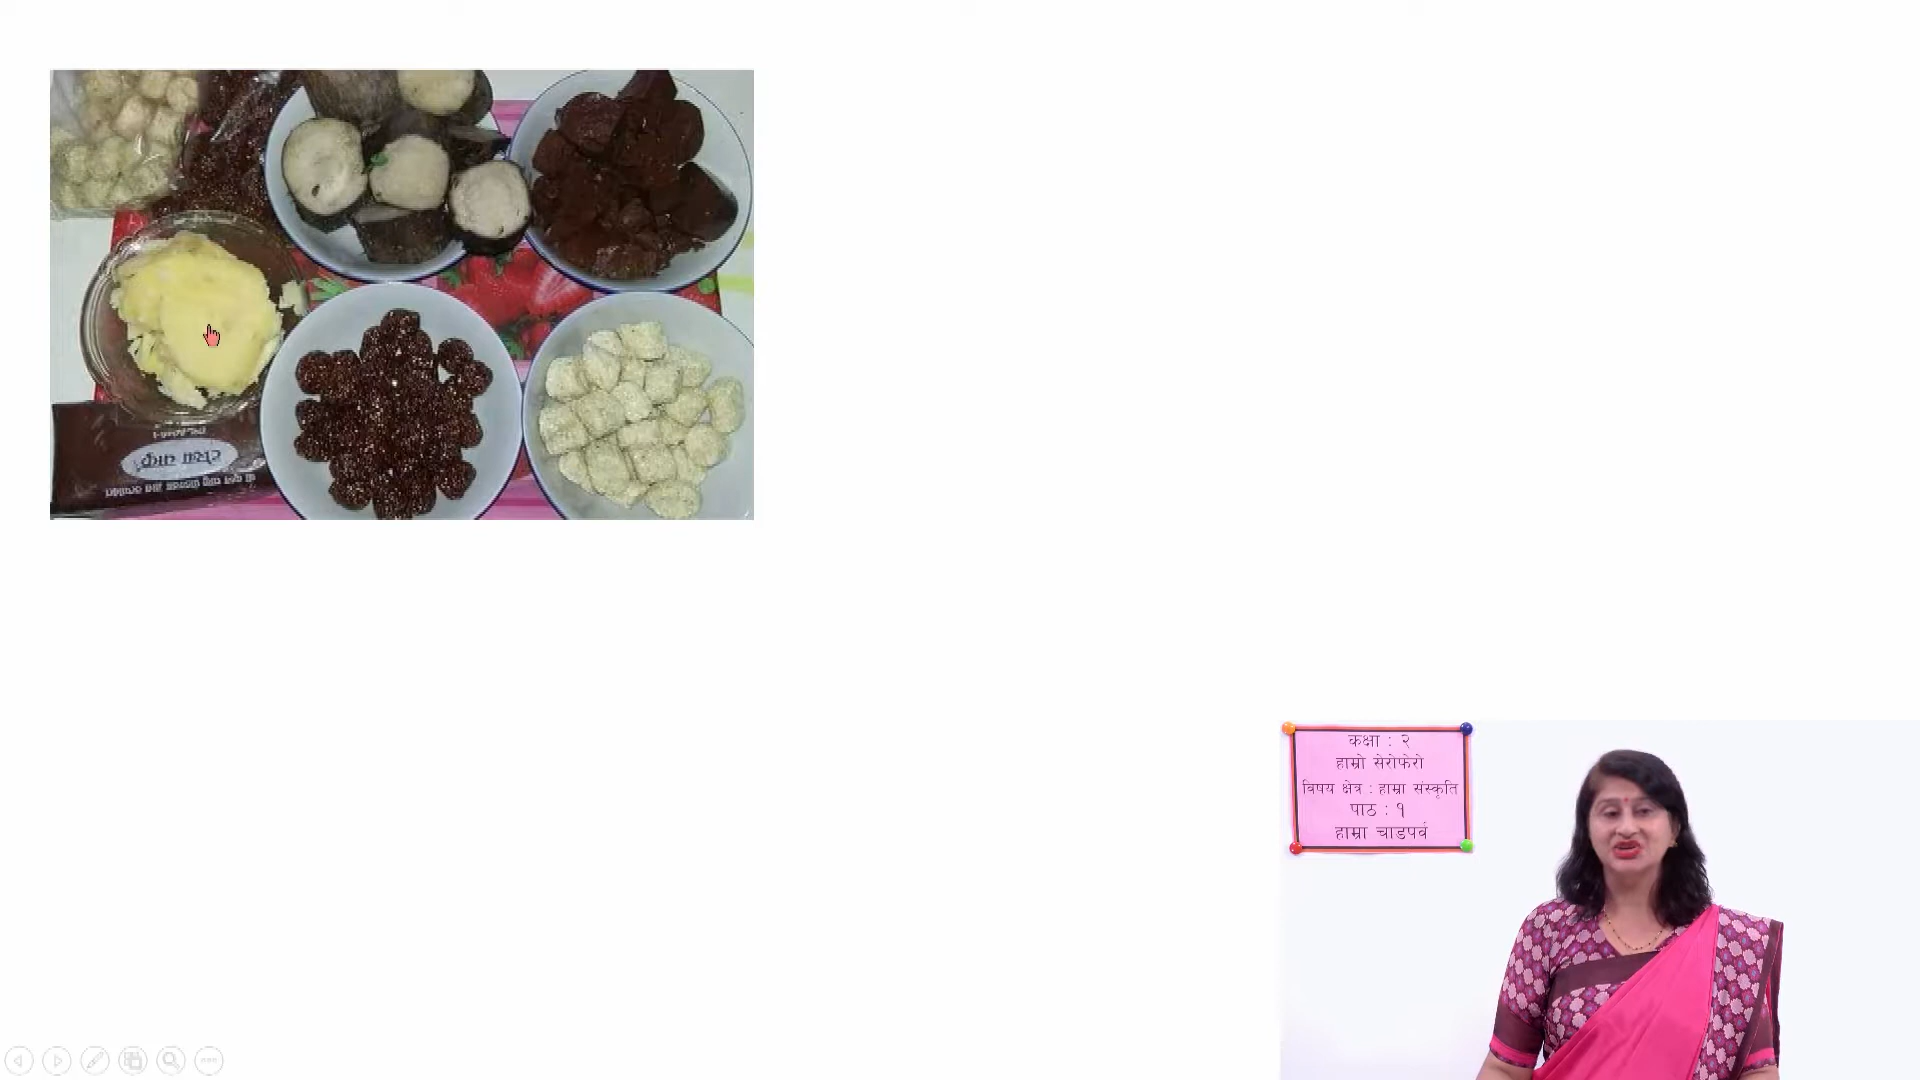 टोखा चाकु
कक्षा : २
हाम्रो सेरोफेरो
विषय क्षेत्र : हाम्रा संस्कृति
पाठ : १
हाम्रा चाडपर्व